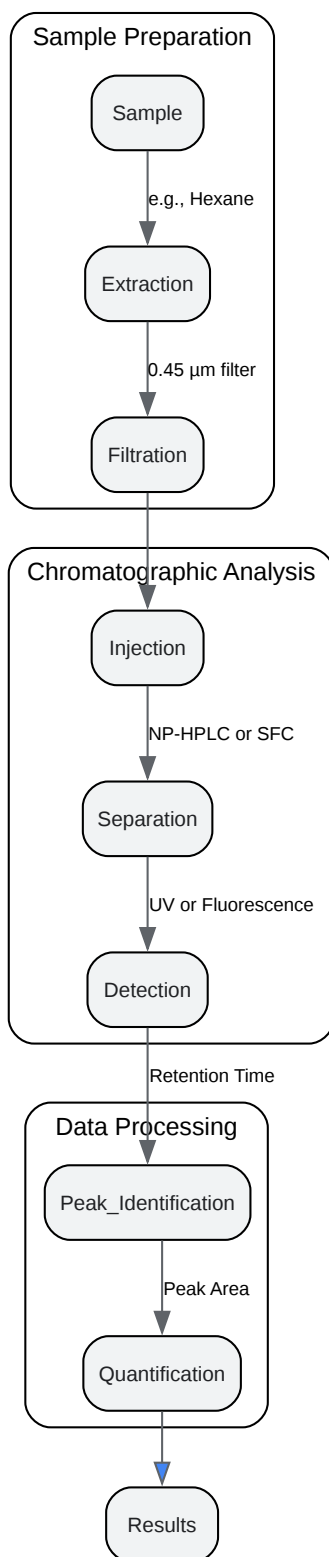 Sample Preparation
Sample
e.g., Hexane
Extraction
0.45 µm filter
Filtration
Chromatographic Analysis
Injection
NP-HPLC or SFC
Separation
UV or Fluorescence
Detection
Retention Time
Data Processing
Peak_Identification
Peak Area
Quantification
Results